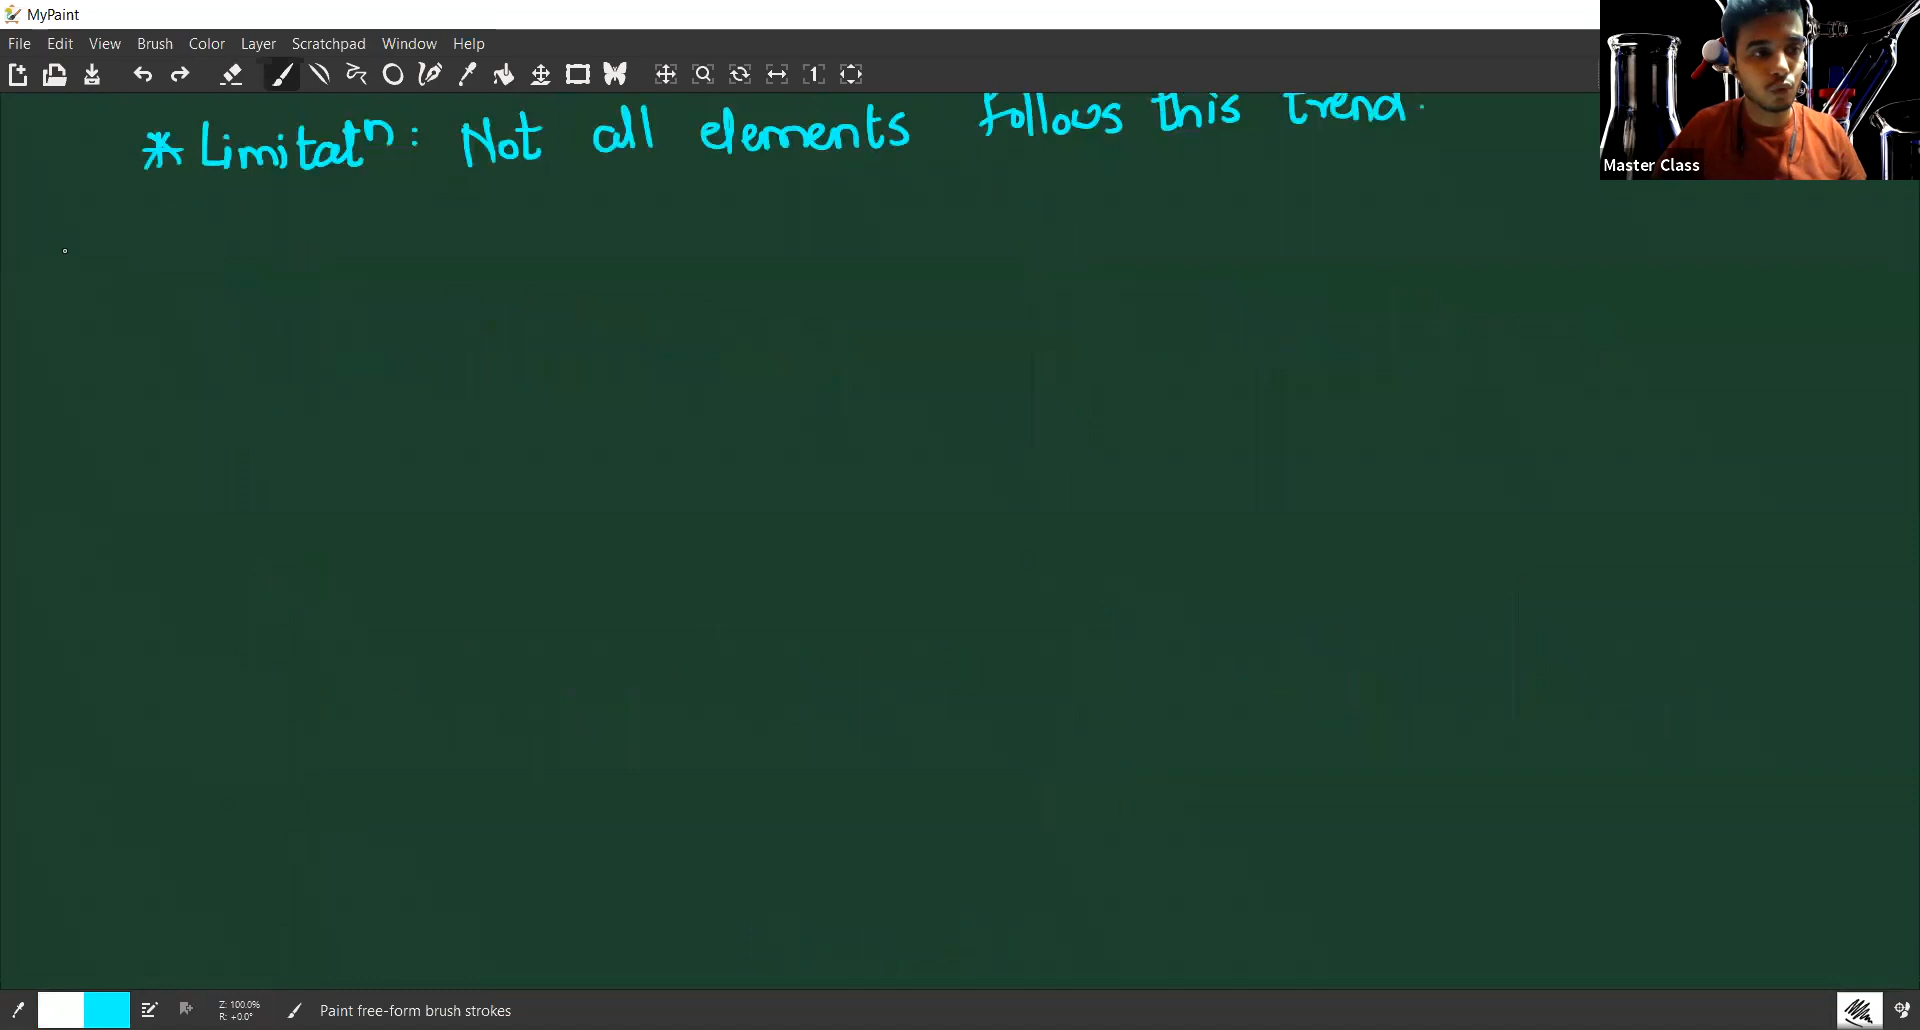 MyPaint
File Edit View Brush Color Layer Scratchpad Window Help
* Limitatⁿ : Not all elements follows this trend.
Master Class
Z: 100.0%
R: +0.0°
Paint free-form brush strokes